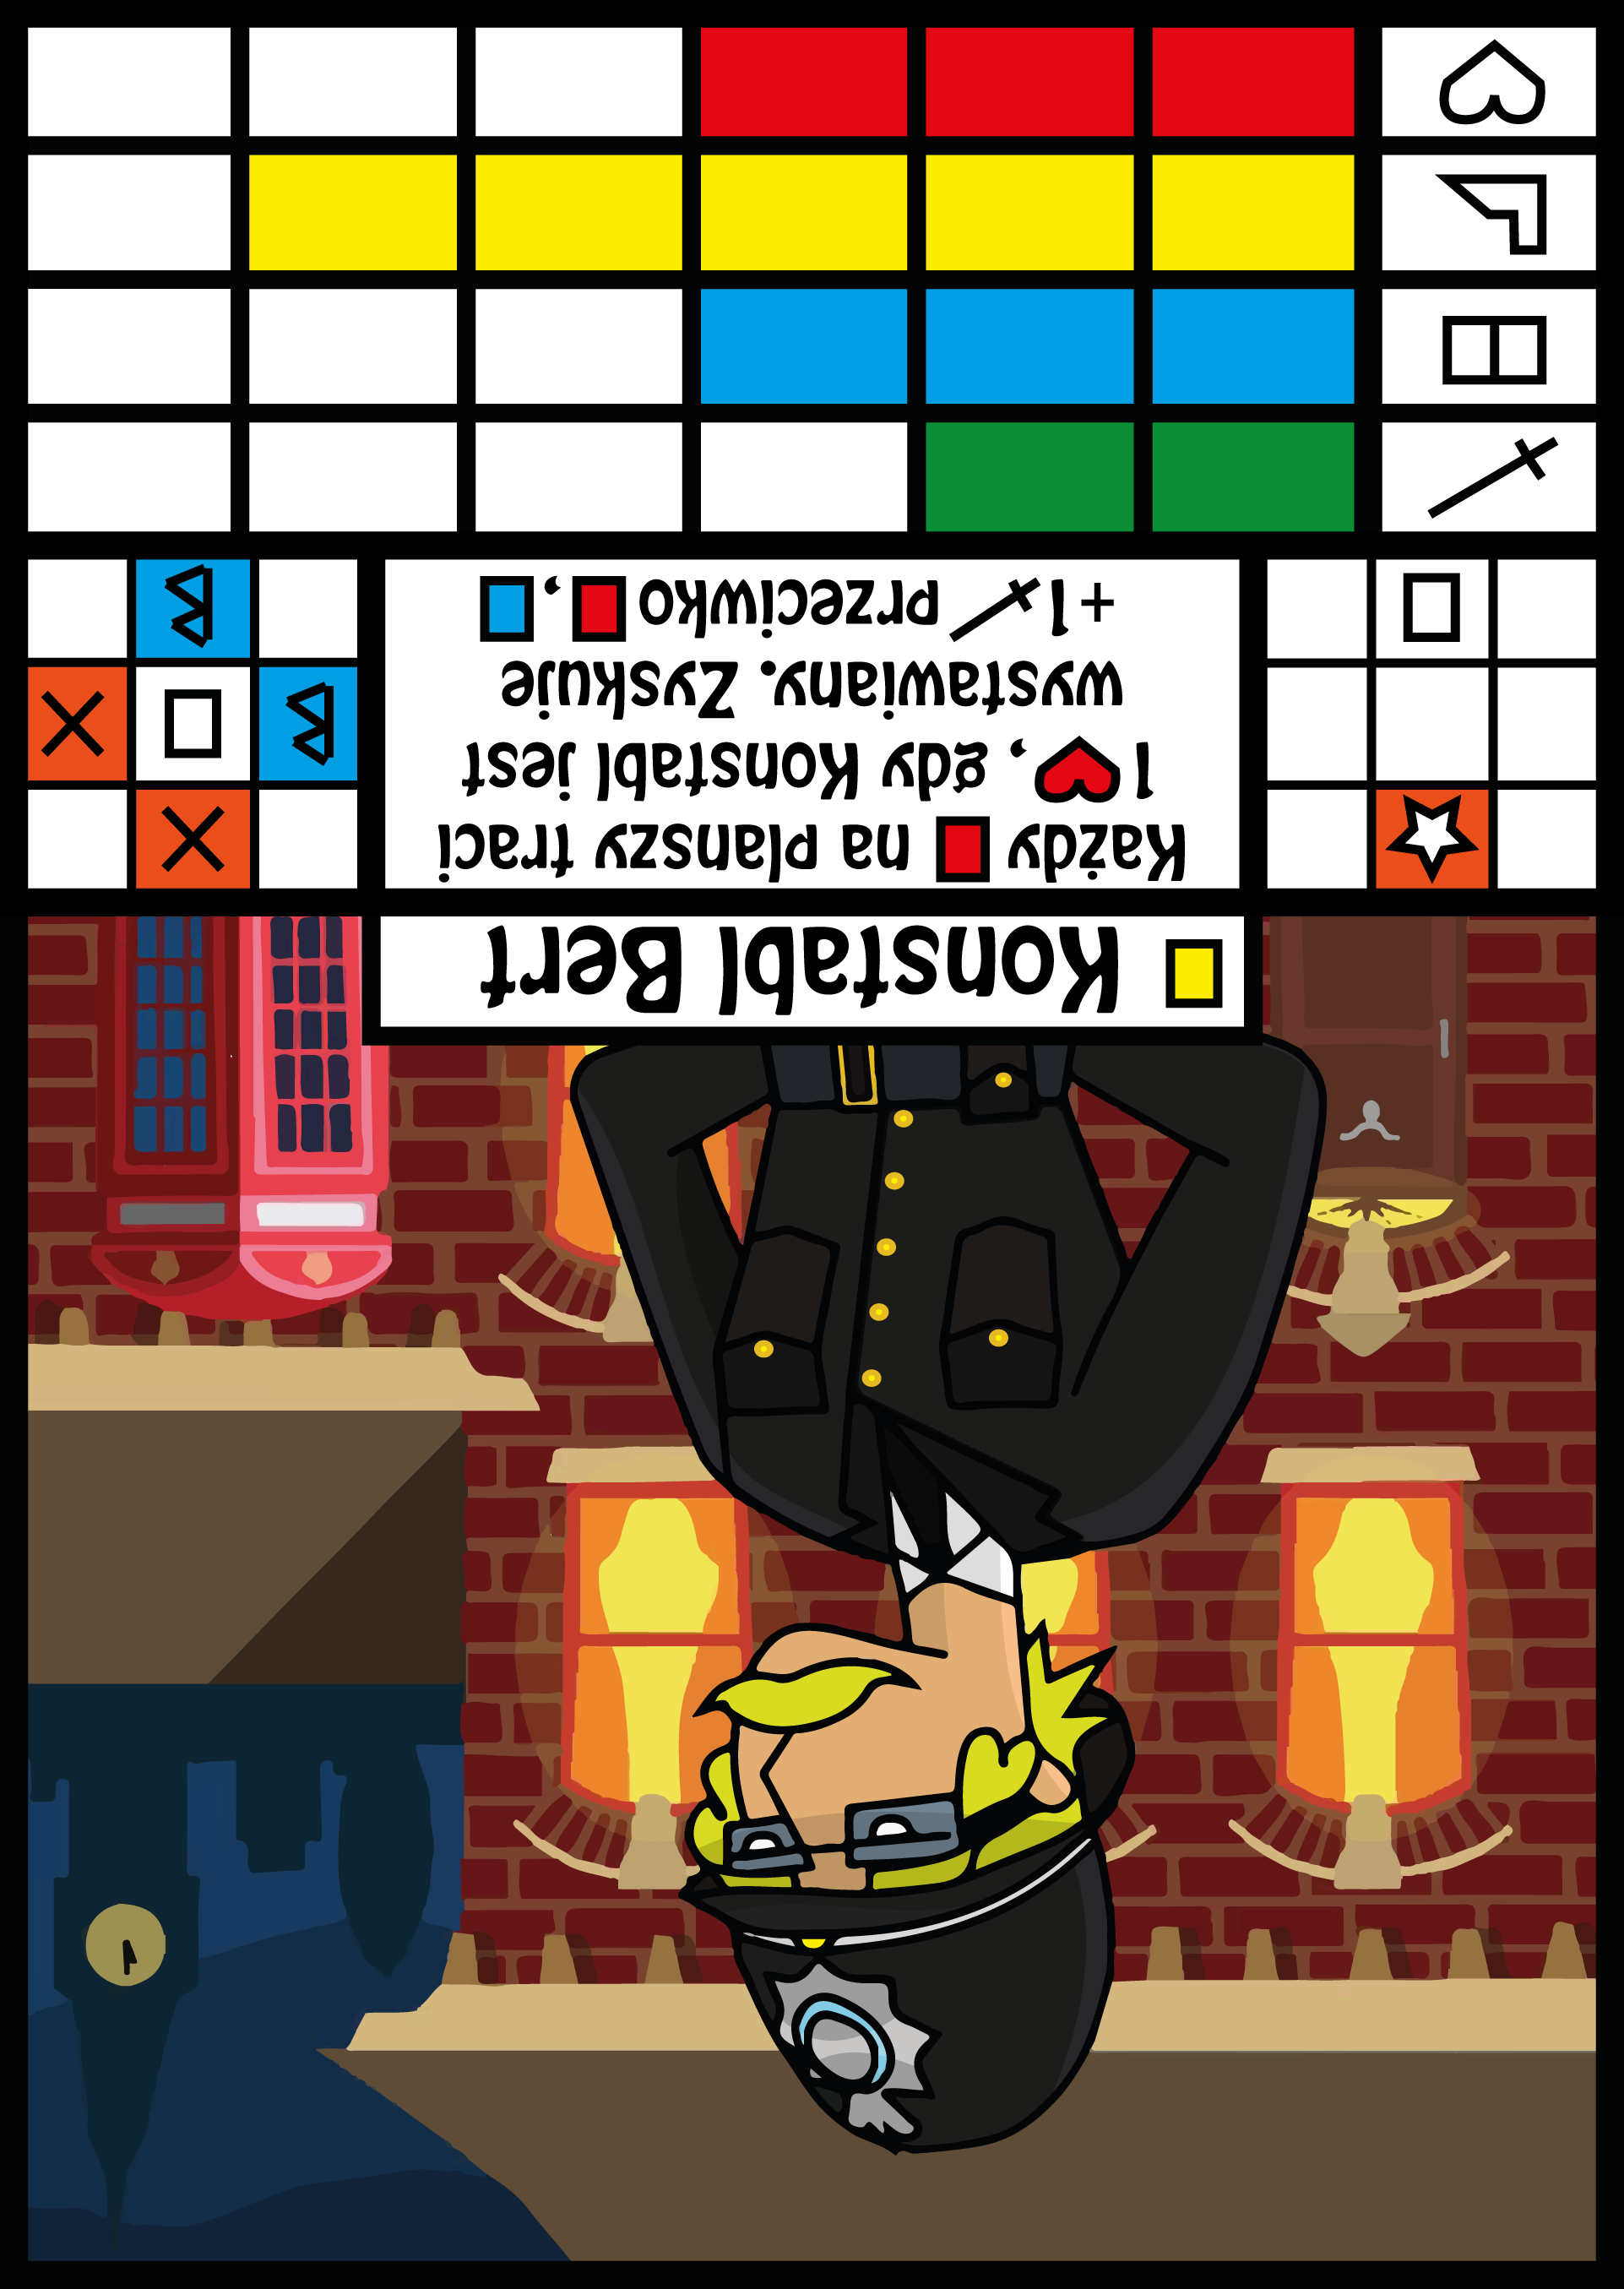 Konstabl Bert
Każdy na planszy traci
1, gdy Konstabl jest
wystawiany. Zyskuje
+1 przeciwko ,